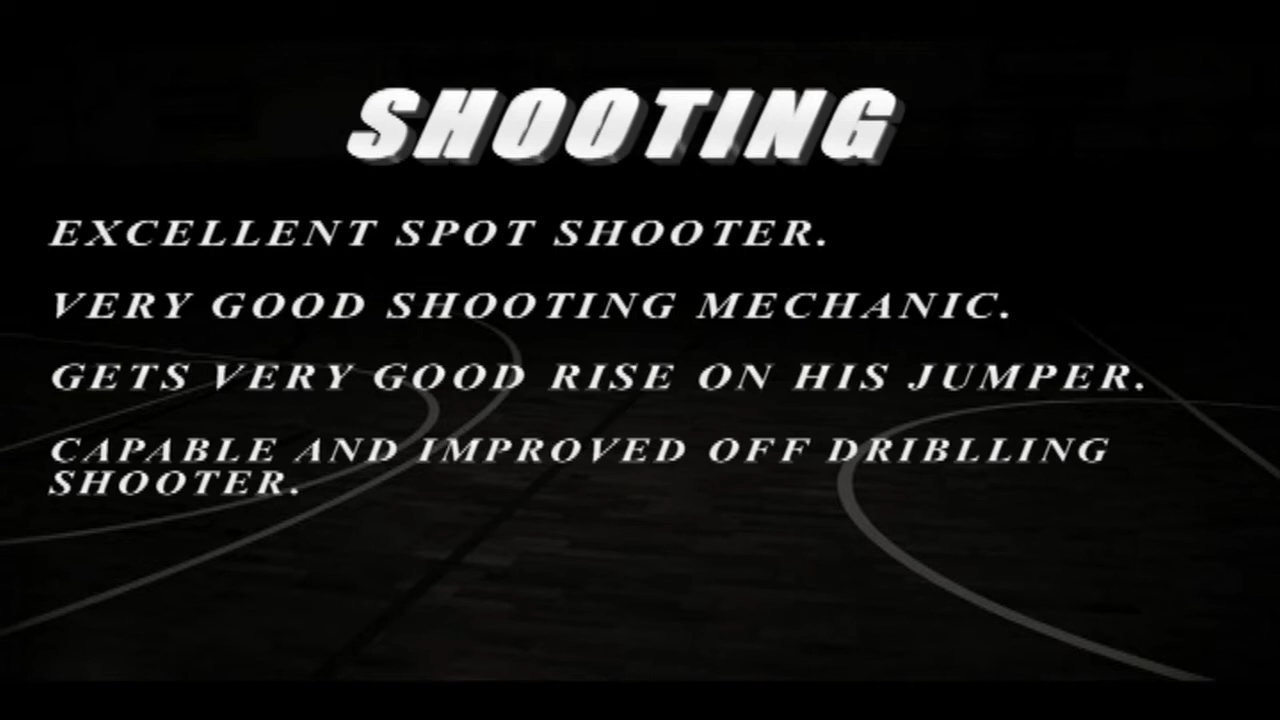 SHOOTING
EXCELLENT SPOT SHOOTER.
VERY GOOD SHOOTING MECHANIC.
GETS VERY GOOD RISE ON HIS JUMPER.
CAPABLE AND IMPROVED OFF DRIBLLING
SHOOTER.